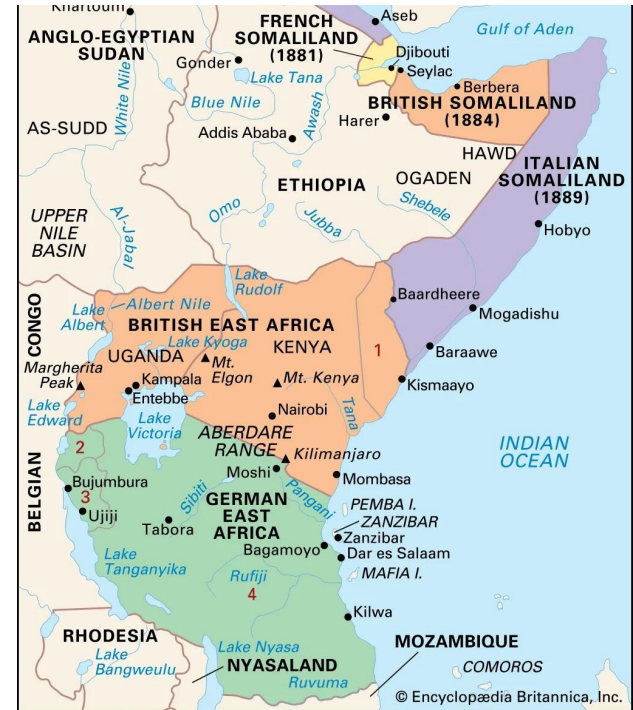 Khartoum
Aseb
FRENCH
SOMALILAND
(1881)
Gulf of Aden
ANGLO-EGYPTIAN
SUDAN
Gonder
Djibouti
Seylac
Lake Tana
White Nile
Blue Nile
Awash
Berbera
BRITISH SOMALILAND
(1884)
AS-SUDD
Addis Ababa
Harer
HAWD
ITALIAN
SOMALILAND
(1889)
OGADEN
ETHIOPIA
UPPER
NILE
BASIN
Al-Jabal
Omo
Jubba
Shebele
Hobyo
Lake
Rudolf
Baardheere
Mogadishu
BELGIAN CONGO
Lake
Albert
Albert Nile
BRITISH EAST AFRICA
Lake Kyoga
UGANDA
KENYA
1
Baraawe
Margherita
Peak
Mt.
Elgon
Mt. Kenya
Kismaayo
Kampala
Entebbe
Lake
Edward
Lake
Victoria
Nairobi
Tana
ABERDARE
RANGE
Kilimanjaro
INDIAN
OCEAN
2
Moshi
Mombasa
Bujumbura
3
Ujiji
Sibiti
GERMAN
EAST
AFRICA
Pangani
PEMBA I.
ZANZIBAR
Tabora
Zanzibar
Bagamoyo
Dar es Salaam
Lake
Tanganyika
MAFIA I.
Rufiji
4
Kilwa
RHODESIA
Lake
Bangweulu
Lake Nyasa
NYASALAND
Ruvuma
MOZAMBIQUE
COMOROS
© Encyclopædia Britannica, Inc.